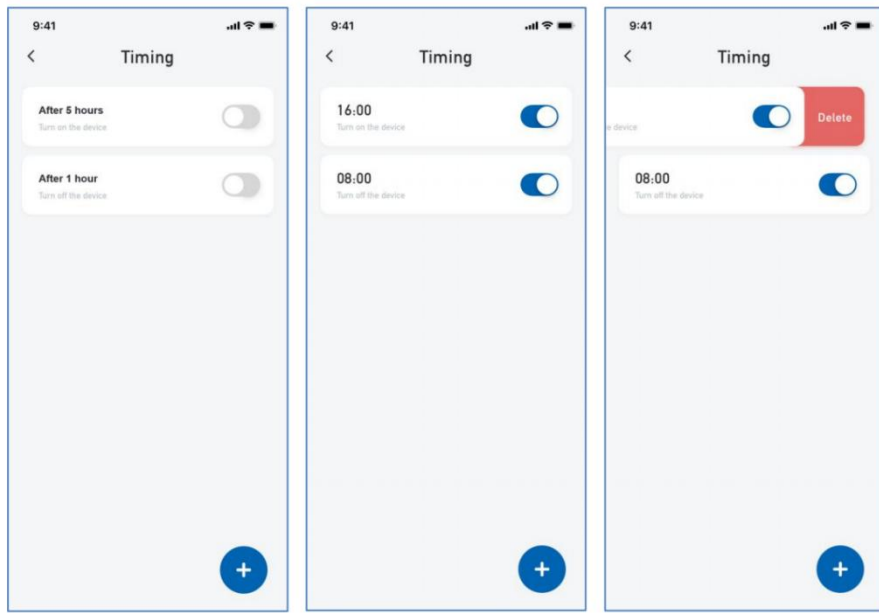 9:41
Timing
After 5 hours
Turn on the device
After 1 hour
Turn off the device
+
9:41
Timing
16:00
Turn on the device
08:00
Turn off the device
+
9:41
Timing
e device
Delete
08:00
Turn off the device
+